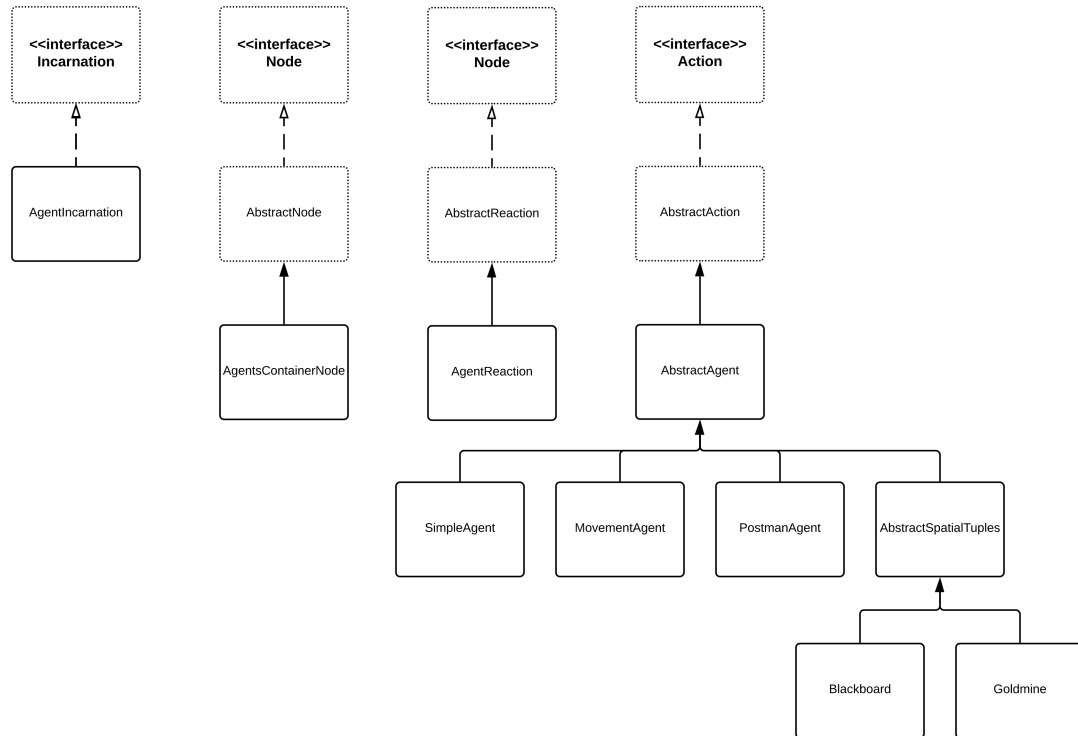 <<interface>>
Incarnation
<<interface>>
Node
<<interface>>
Node
<<interface>>
Action
AgentIncarnation
AbstractNode
AbstractReaction
AbstractAction
AgentsContainerNode
AgentReaction
AbstractAgent
SimpleAgent
MovementAgent
PostmanAgent
AbstractSpatialTuples
Blackboard
Goldmine